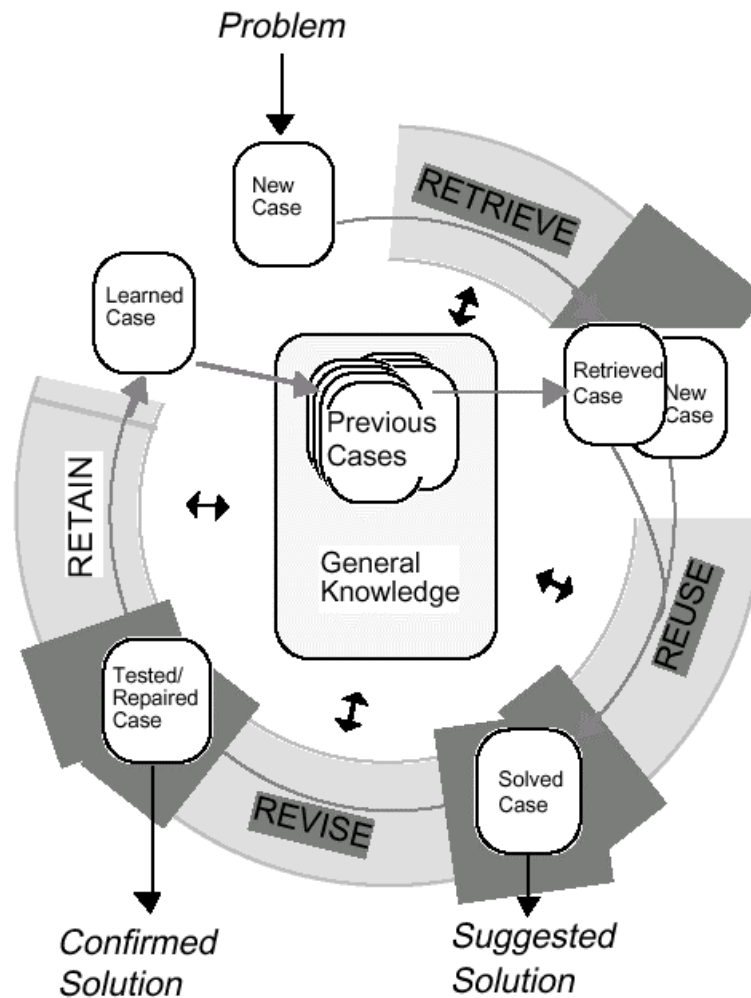 Problem
New
Case
RETRIEVE
Learned
Case
Retrieved
Case
New
Case
Previous
Cases
RETAIN
General
Knowledge
REUSE
Tested/
Repaired
Case
Solved
Case
REVISE
Confirmed
Solution
Suggested
Solution